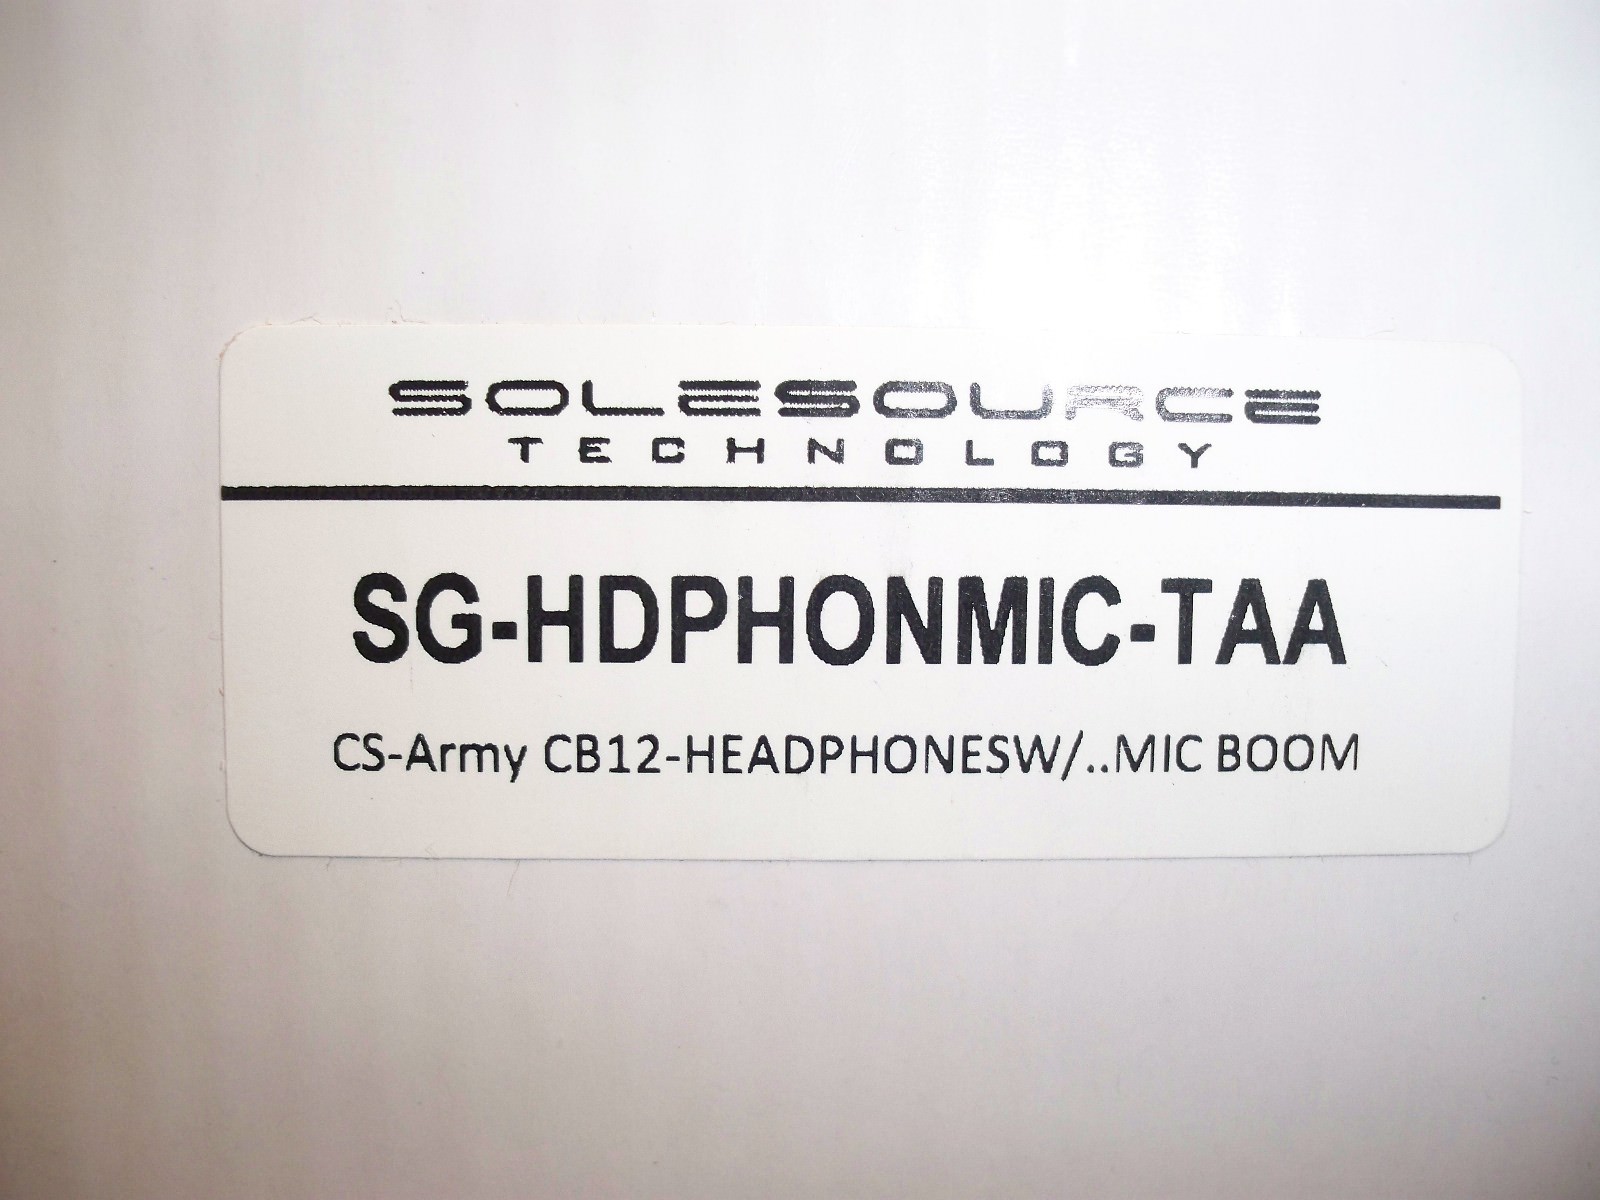 SOLESOURCE
TECHNOLOGY
SG-HDPHONMIC-TAA
CS-Army CB12-HEADPHONESW/..MIC BOOM